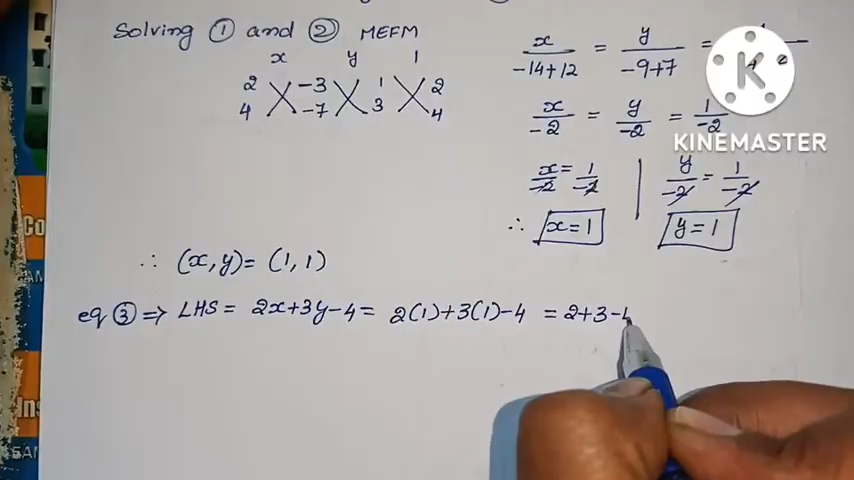 Solving ① and ② MEFM
x y 1
2 -3 1 2
4 -7 3 4
x/-14+12 = y/-9+7 =
x/-2 = y/-2 = 1/-2
x/-2 = 1/-2 | y/-2 = 1/-2
∴ x=1 y=1
K
KINEMASTER
∴ (x,y)= (1,1)
eq ③ ⇒ LHS = 2x+3y-4 = 2(1)+3(1)-4 = 2+3-4